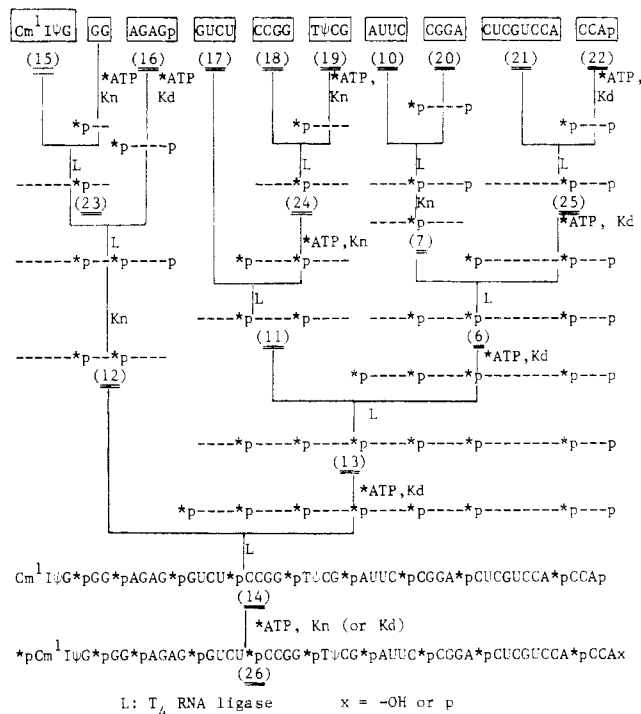 Cm¹IψG GG AGAGp GUCU CCGG TψCG AUUC CGGA CUCGUCCA CCAp
(15) (16) (17) (18) (19) (10) (20) (21) (22)
*ATP *ATP *ATP, *ATP,
Kn Kd Kn Kd
*p---- *p----p
*p---- *p-----p *p---- *p---p
L L L L
-----*p-- -----*p---- -----*p----p -------*p---p
(23) (24) Kn (25)
*p---- *ATP, Kd
L *ATP,Kn (7)
-----*p--*p----p *p----*p---- *p--------*p---p
Kn L L
-----*p----*p---- -----*p----*p---- -----*p-----*p---p
(12) (11) (6)
*ATP,Kd
*p----*p----*p--------*p---p
L
-----*p----*p----*p----*p----*p--------*p---p
(13)
*ATP,Kd
*p----*p----*p----*p----*p--------*p---p
L
Cm¹IψG*pGG*pAGAG*pGUCU*pCCGG*pTψCG*pAUUC*pCGGA*pCUCGUCCA*pCCAp
(14)
*ATP, Kn (or Kd)
*pCm¹IψG*pGG*pAGAG*pGUCU*pCCGG*pTψCG*pAUUC*pCGGA*pCUCGUCCA*pCCAx
(26)
L: T₄ RNA ligase x = -OH or p